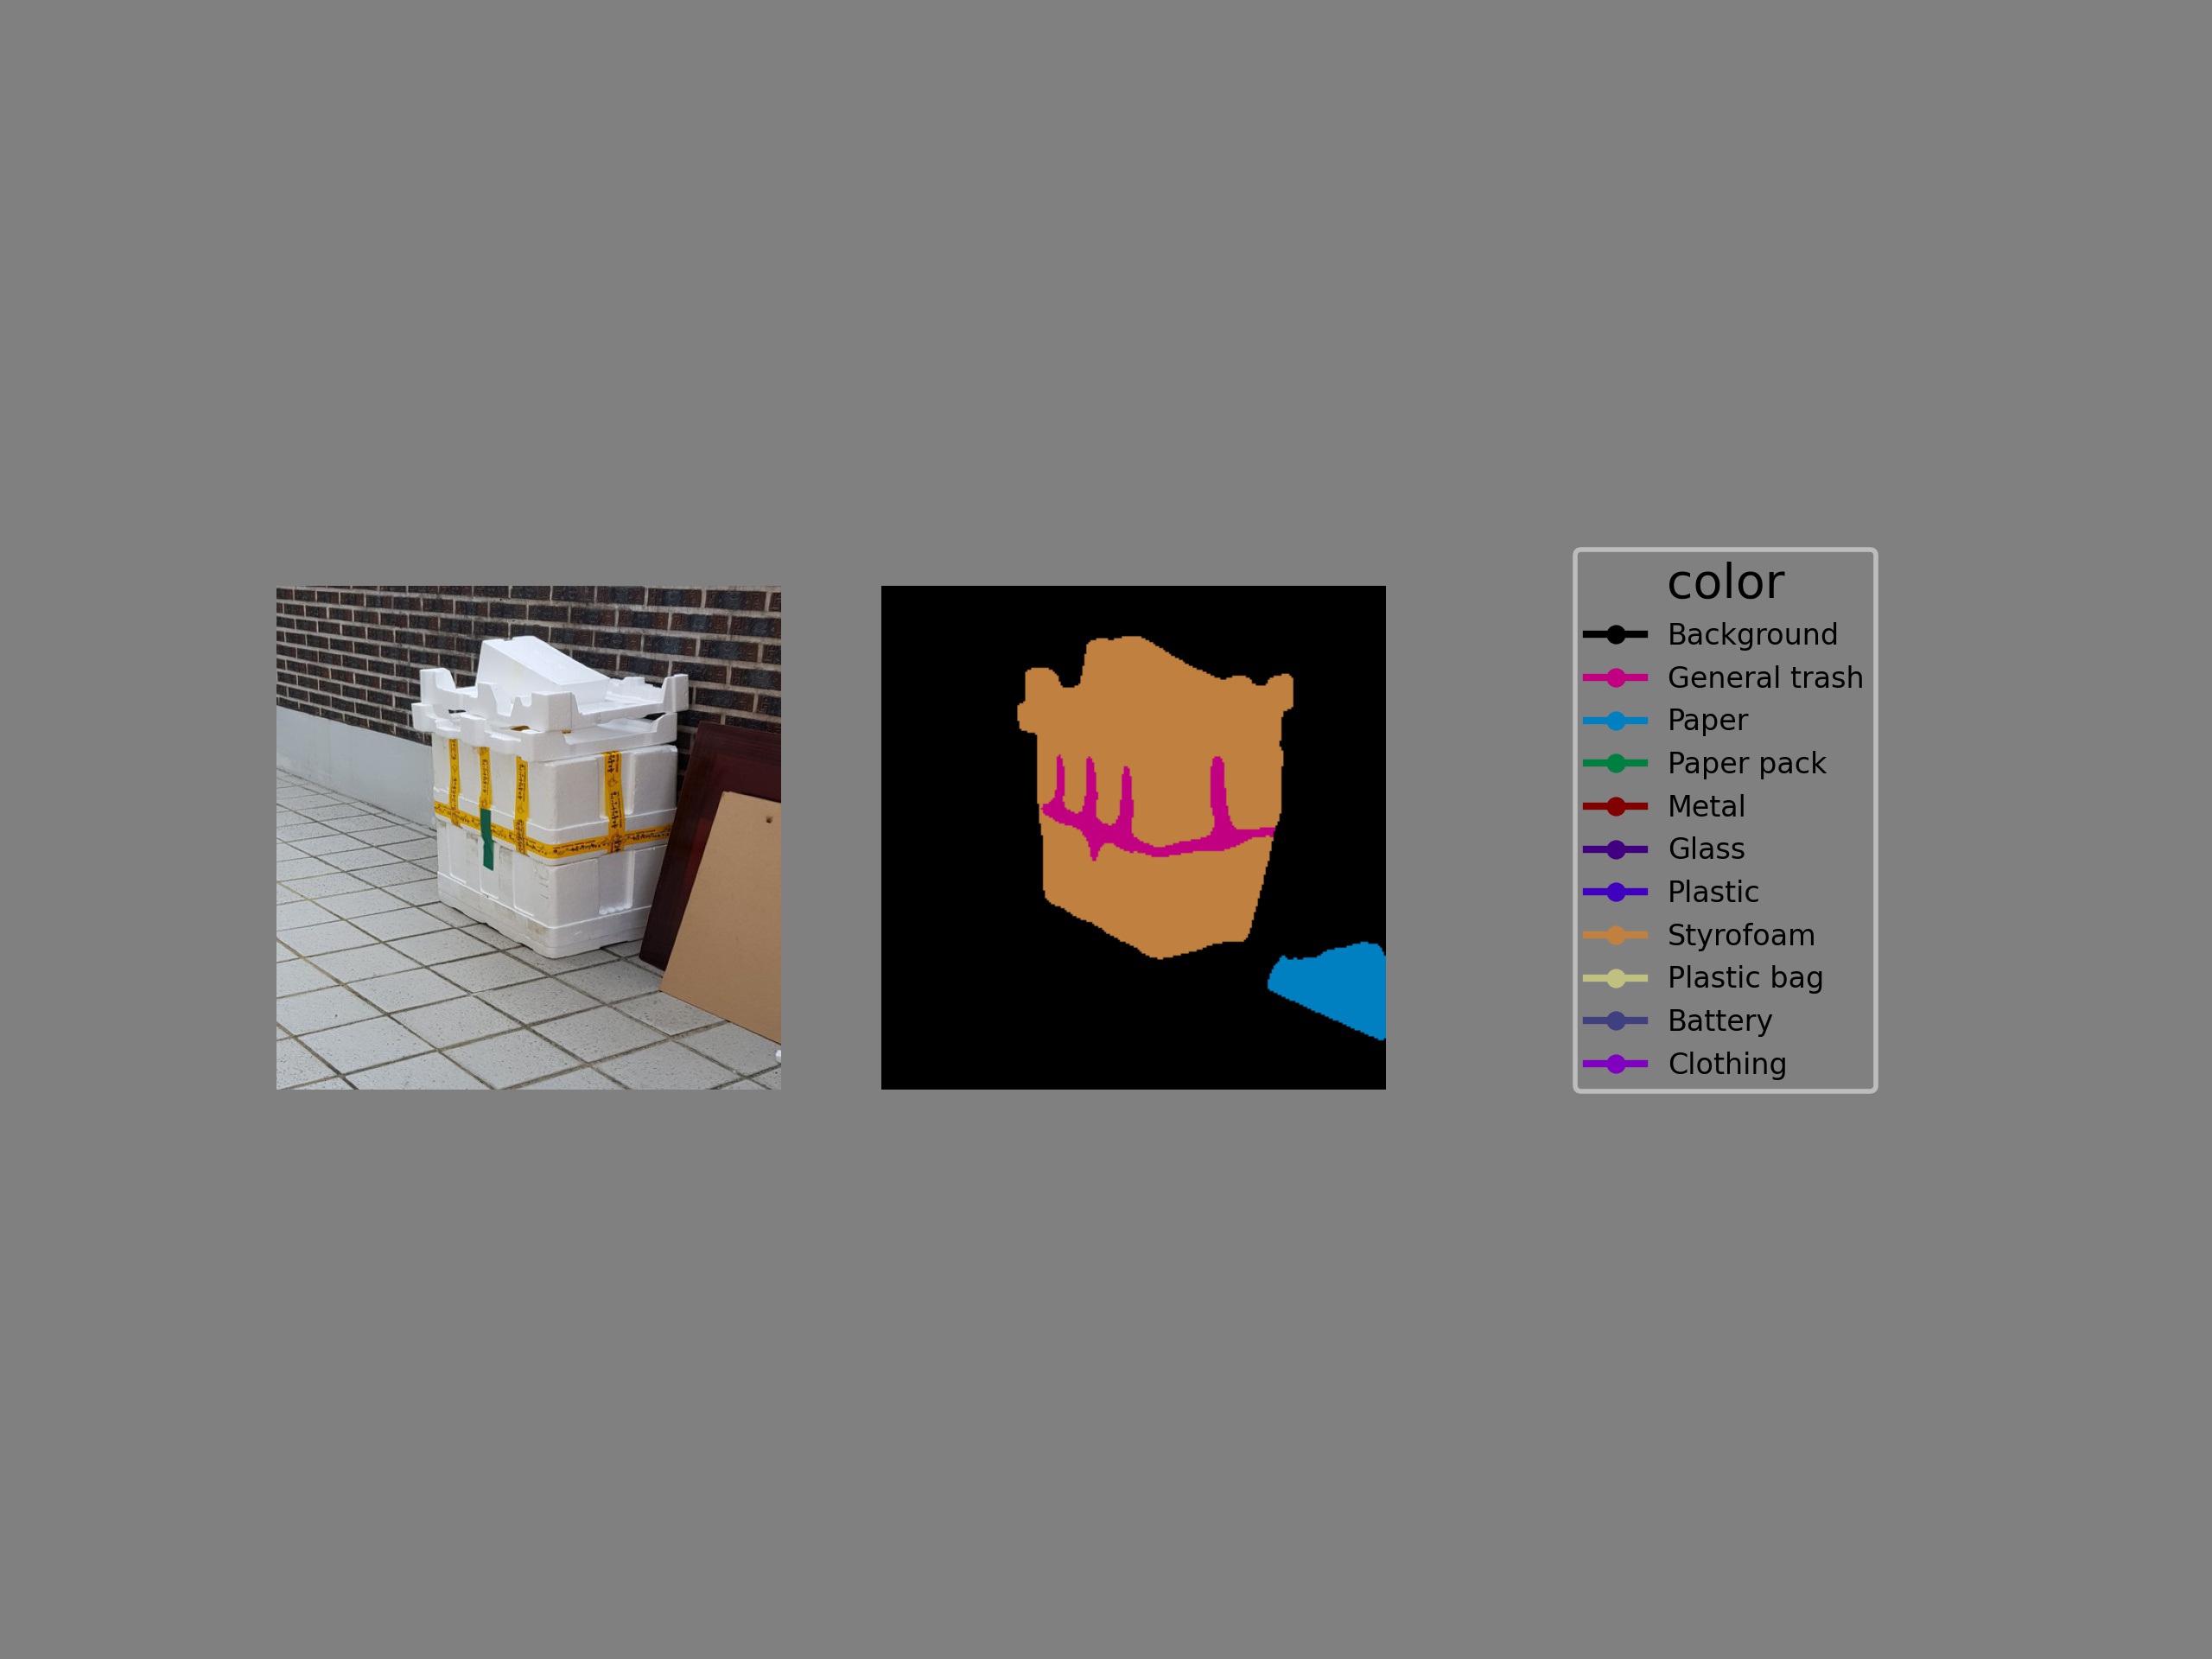 color
Background
General trash
Paper
Paper pack
Metal
Glass
Plastic
Styrofoam
Plastic bag
Battery
Clothing